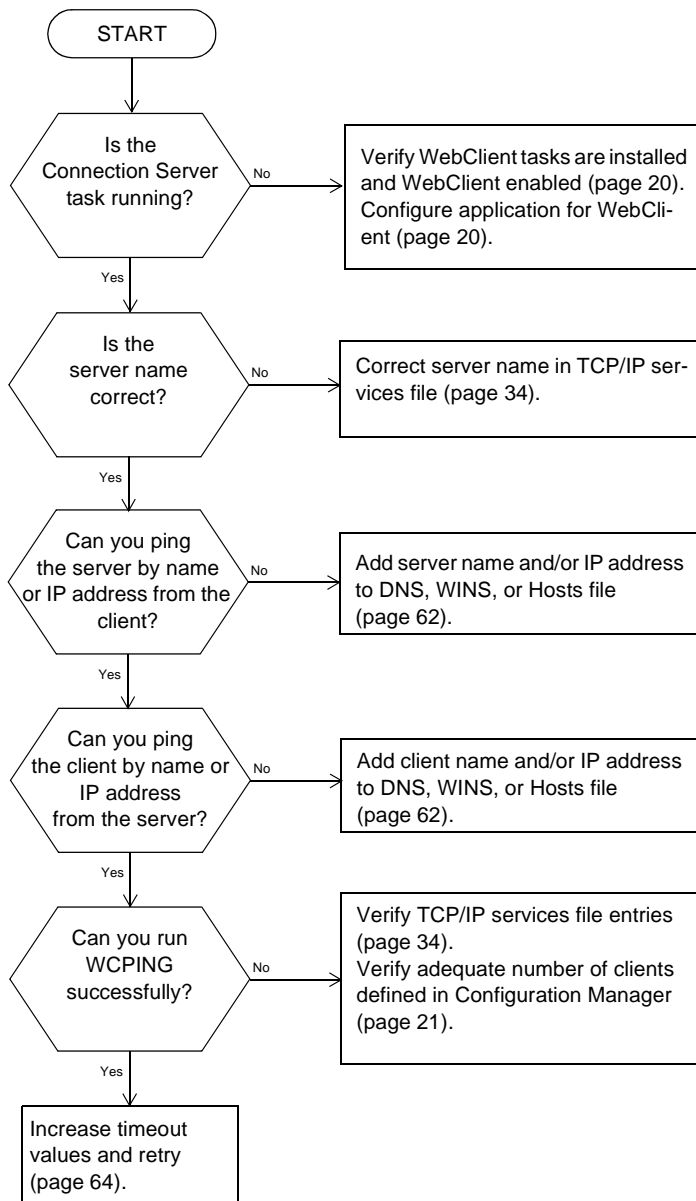 START
Is the
Connection Server
task running?
No
Verify WebClient tasks are installed
and WebClient enabled (page 20).
Configure application for WebCli-
ent (page 20).
Yes
Is the
server name
correct?
No
Correct server name in TCP/IP ser-
vices file (page 34).
Yes
Can you ping
the server by name
or IP address from the
client?
No
Add server name and/or IP address
to DNS, WINS, or Hosts file
(page 62).
Yes
Can you ping
the client by name or
IP address
from the server?
No
Add client name and/or IP address
to DNS, WINS, or Hosts file
(page 62).
Yes
Can you run
WCPING
successfully?
No
Verify TCP/IP services file entries
(page 34).
Verify adequate number of clients
defined in Configuration Manager
(page 21).
Yes
Increase timeout
values and retry
(page 64).